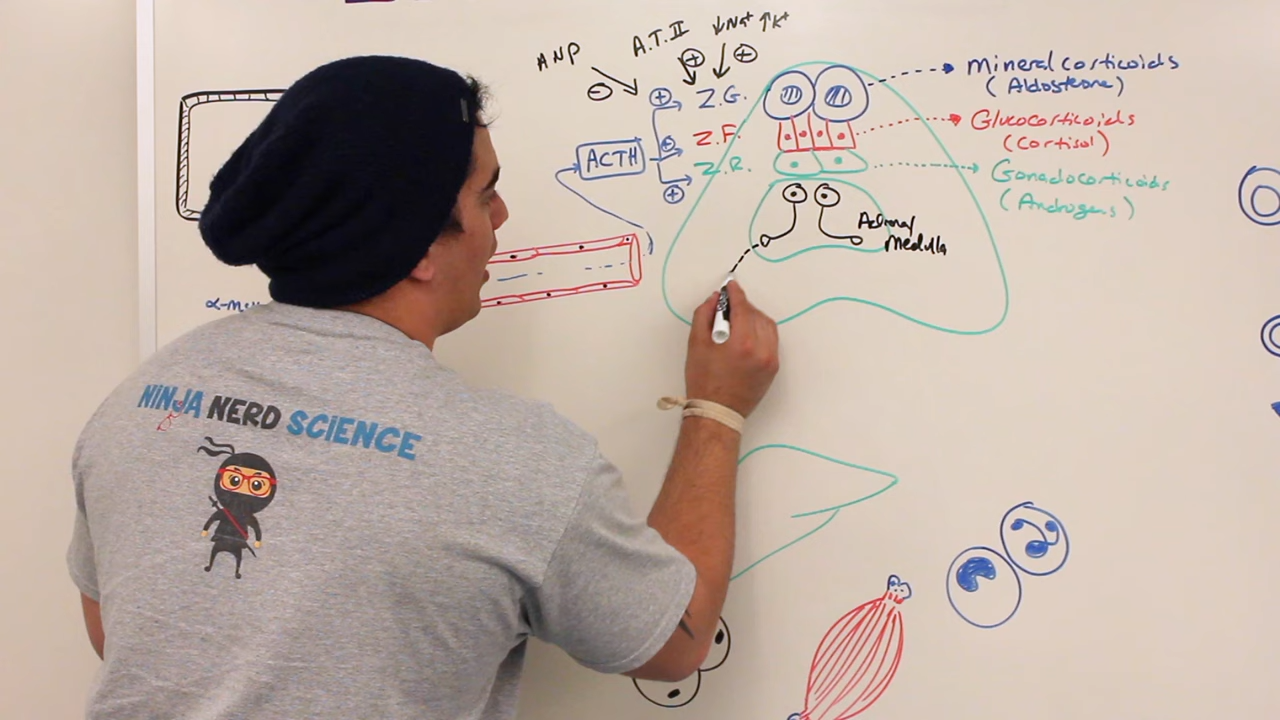 ANP
A.T.II
↓Na⁺ ↑K⁺
⊖
⊕
⊕
⊕ Z.G.
⊕ Z.F.
⊕ Z.R.
ACTH
Mineralcorticoids
(Aldosterone)
Glucocorticoids
(Cortisol)
Gonadocorticoids
(Androgens)
Adrenal
Medulla
NINJA NERD SCIENCE